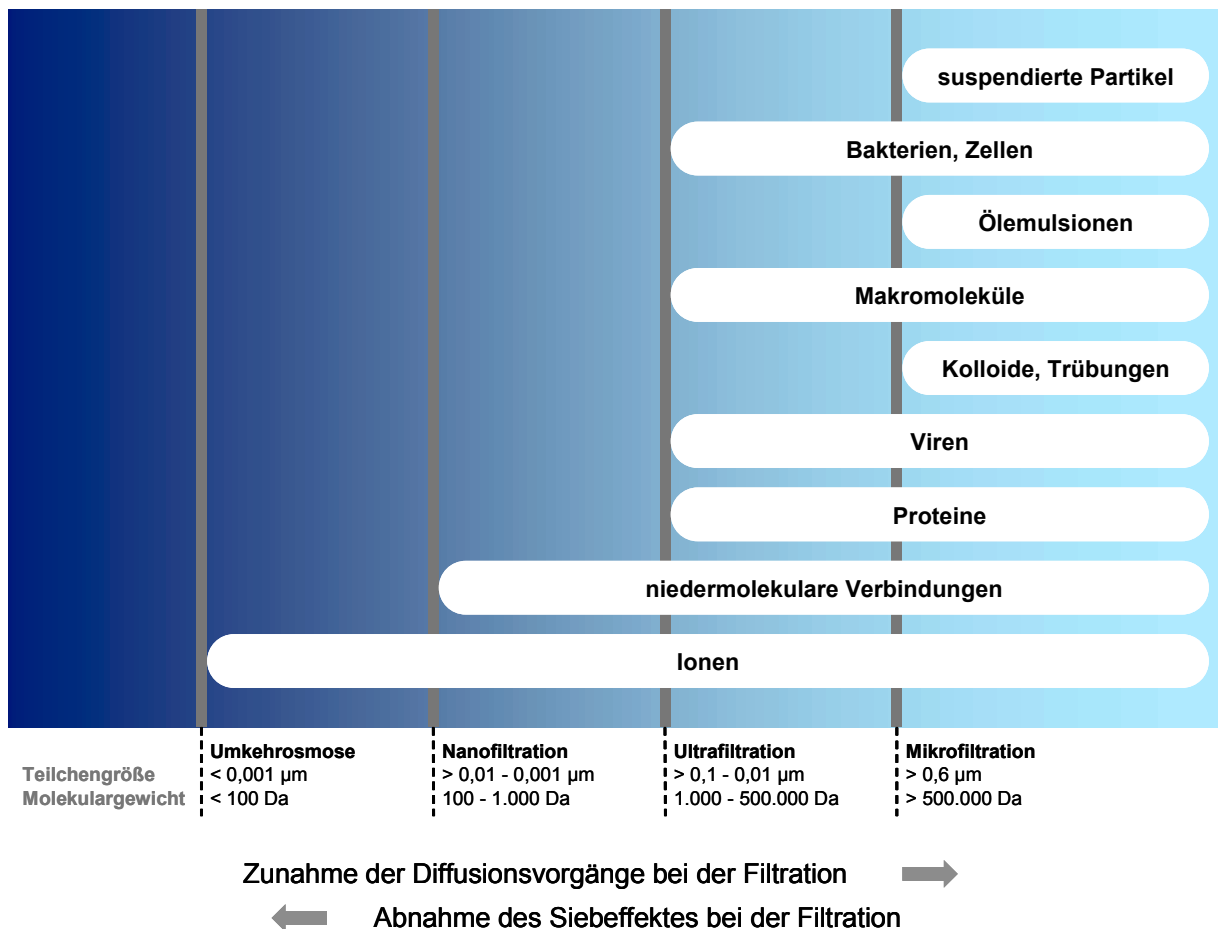 suspendierte Partikel
Bakterien, Zellen
Ölemulsionen
Makromoleküle
Kolloide, Trübungen
Viren
Proteine
niedermolekulare Verbindungen
Ionen
Teilchengröße
Molekulargewicht
Umkehrosmose
< 0,001 µm
< 100 Da
Nanofiltration
> 0,01 - 0,001 µm
100 - 1.000 Da
Ultrafiltration
> 0,1 - 0,01 µm
1.000 - 500.000 Da
Mikrofiltration
> 0,6 µm
> 500.000 Da
Zunahme der Diffusionsvorgänge bei der Filtration
Abnahme des Siebeffektes bei der Filtration